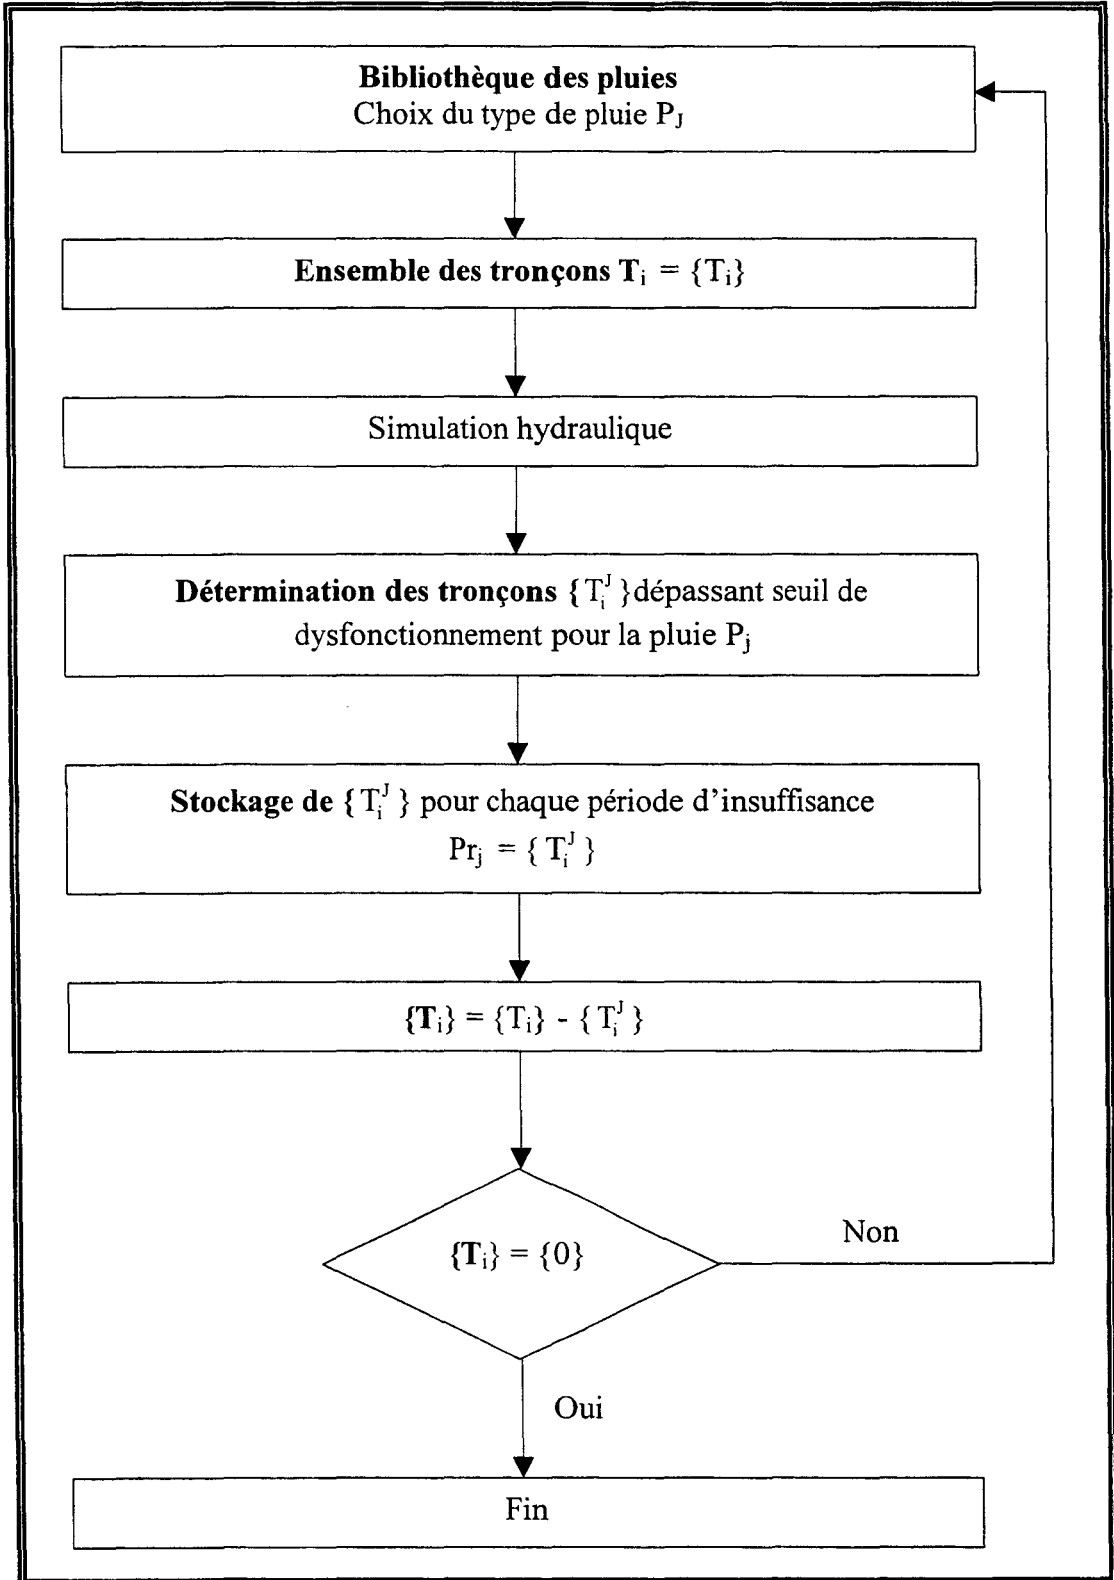 Bibliothèque des pluies
Choix du type de pluie P_J
Ensemble des tronçons T_i = {T_i}
Simulation hydraulique
Détermination des tronçons {T_i^J}dépassant seuil de
dysfonctionnement pour la pluie P_j
Stockage de {T_i^J} pour chaque période d'insuffisance
Pr_j = {T_i^J}
{T_i} = {T_i} - {T_i^J}
{T_i} = {0}
Non
Oui
Fin